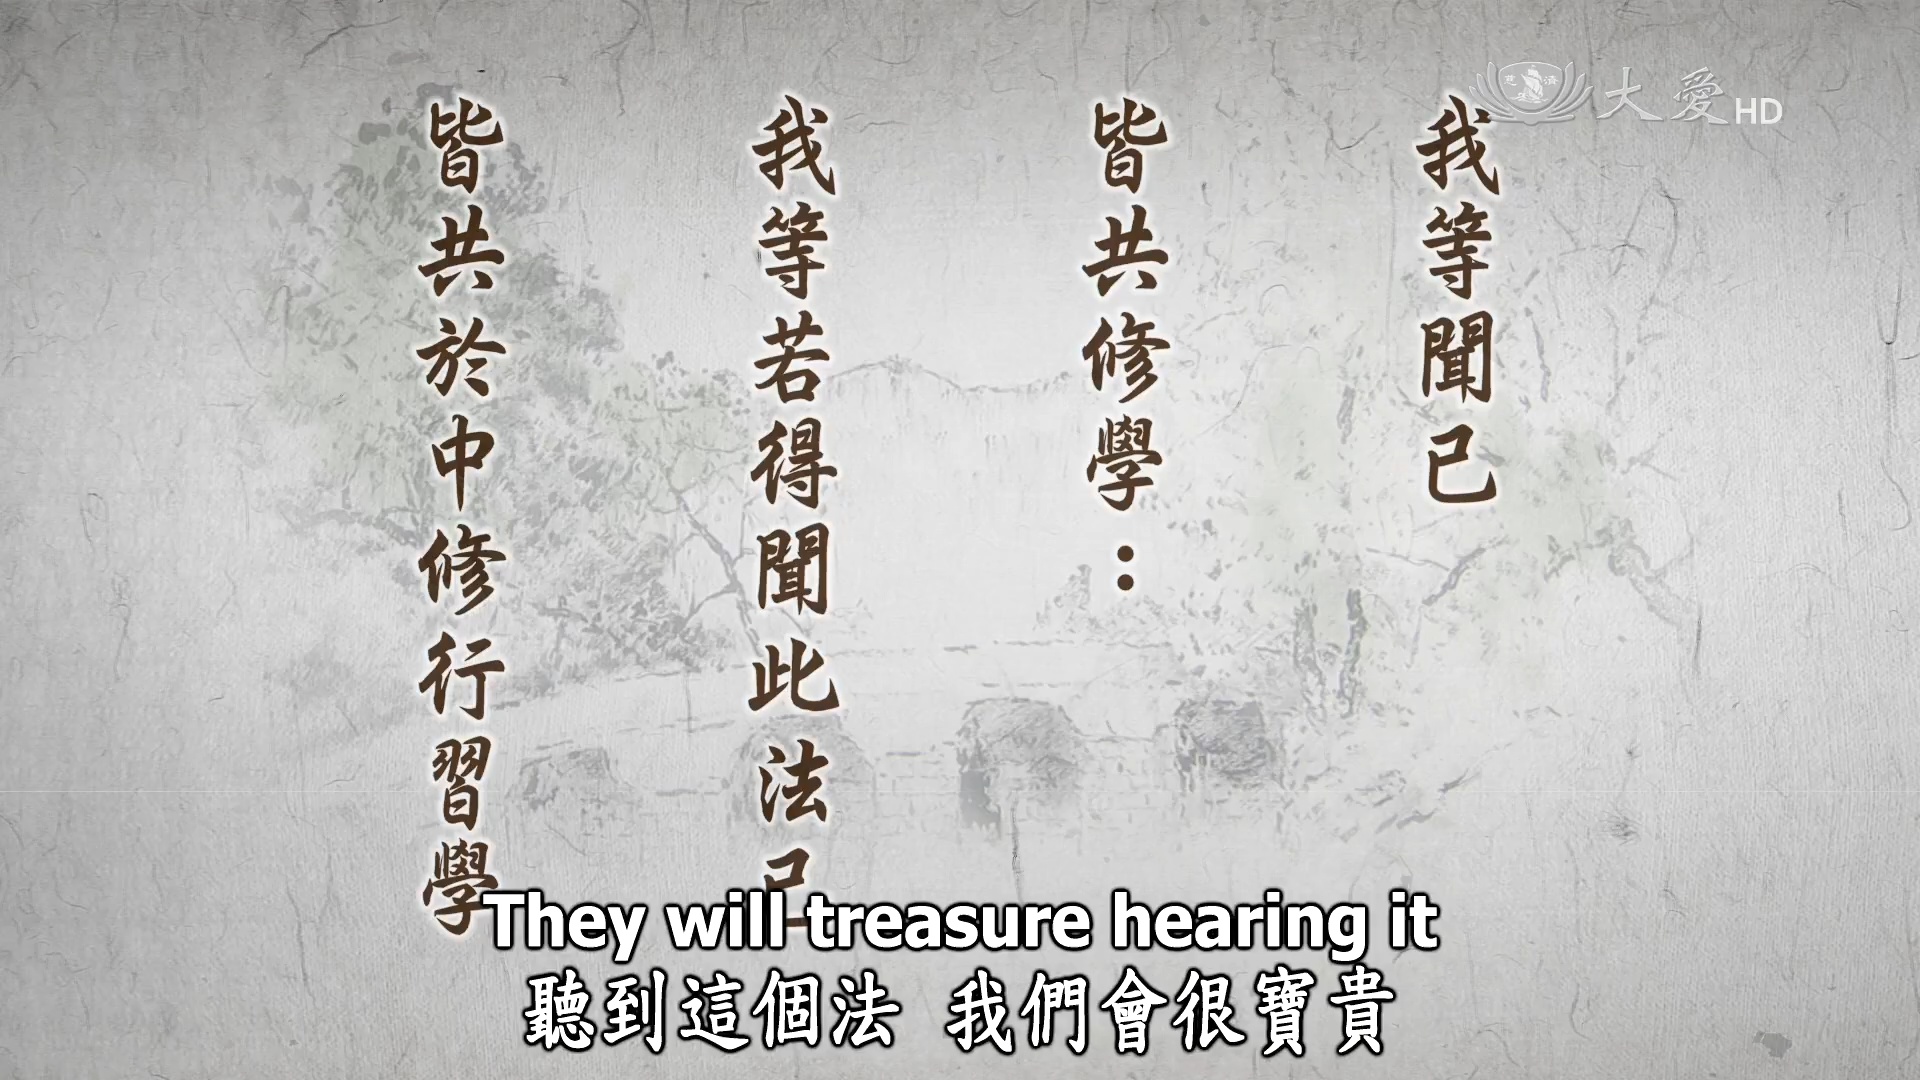 我等聞已
皆共修學：
我等若得聞此法已
皆共於中修行習學
大愛HD
They will treasure hearing it
聽到這個法 我們會很寶貴